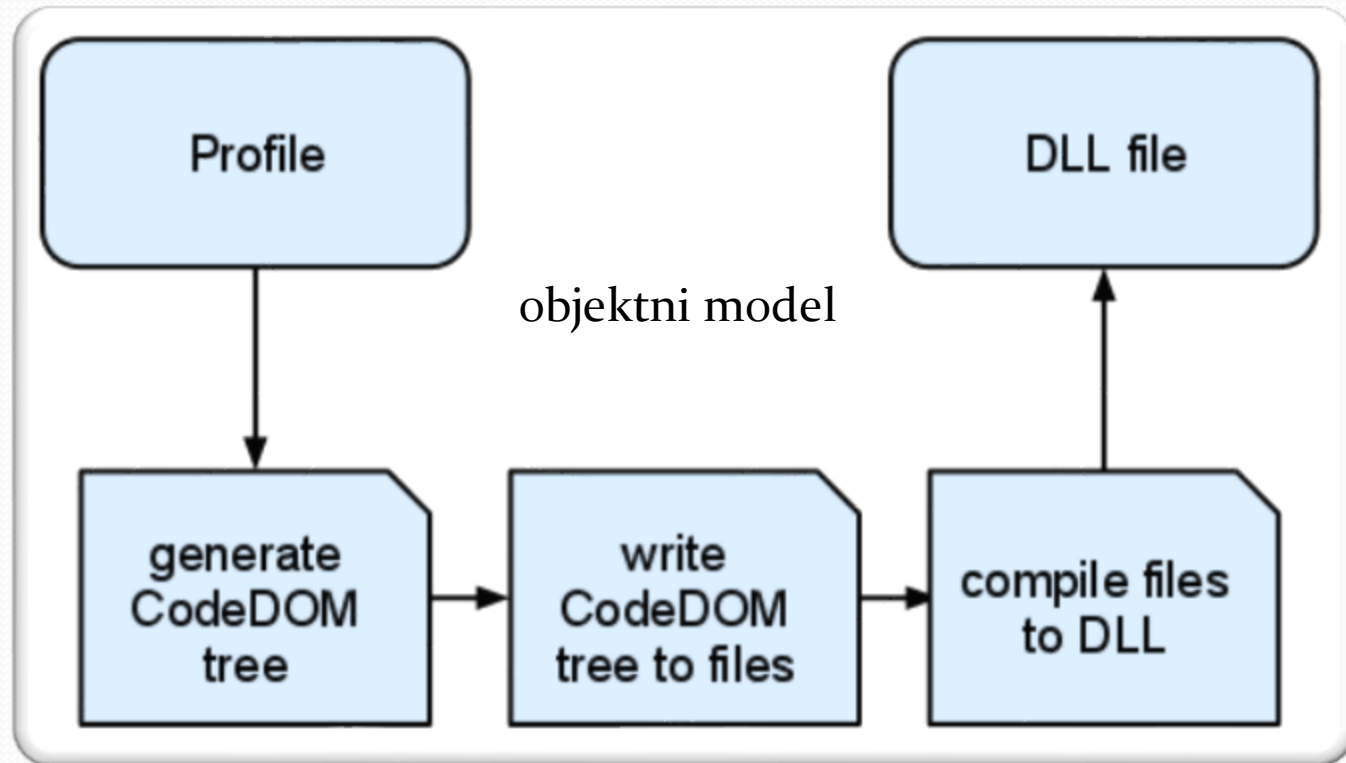 Profile
DLL file
objektni model
generate
CodeDOM
tree
write
CodeDOM
tree to files
compile files
to DLL